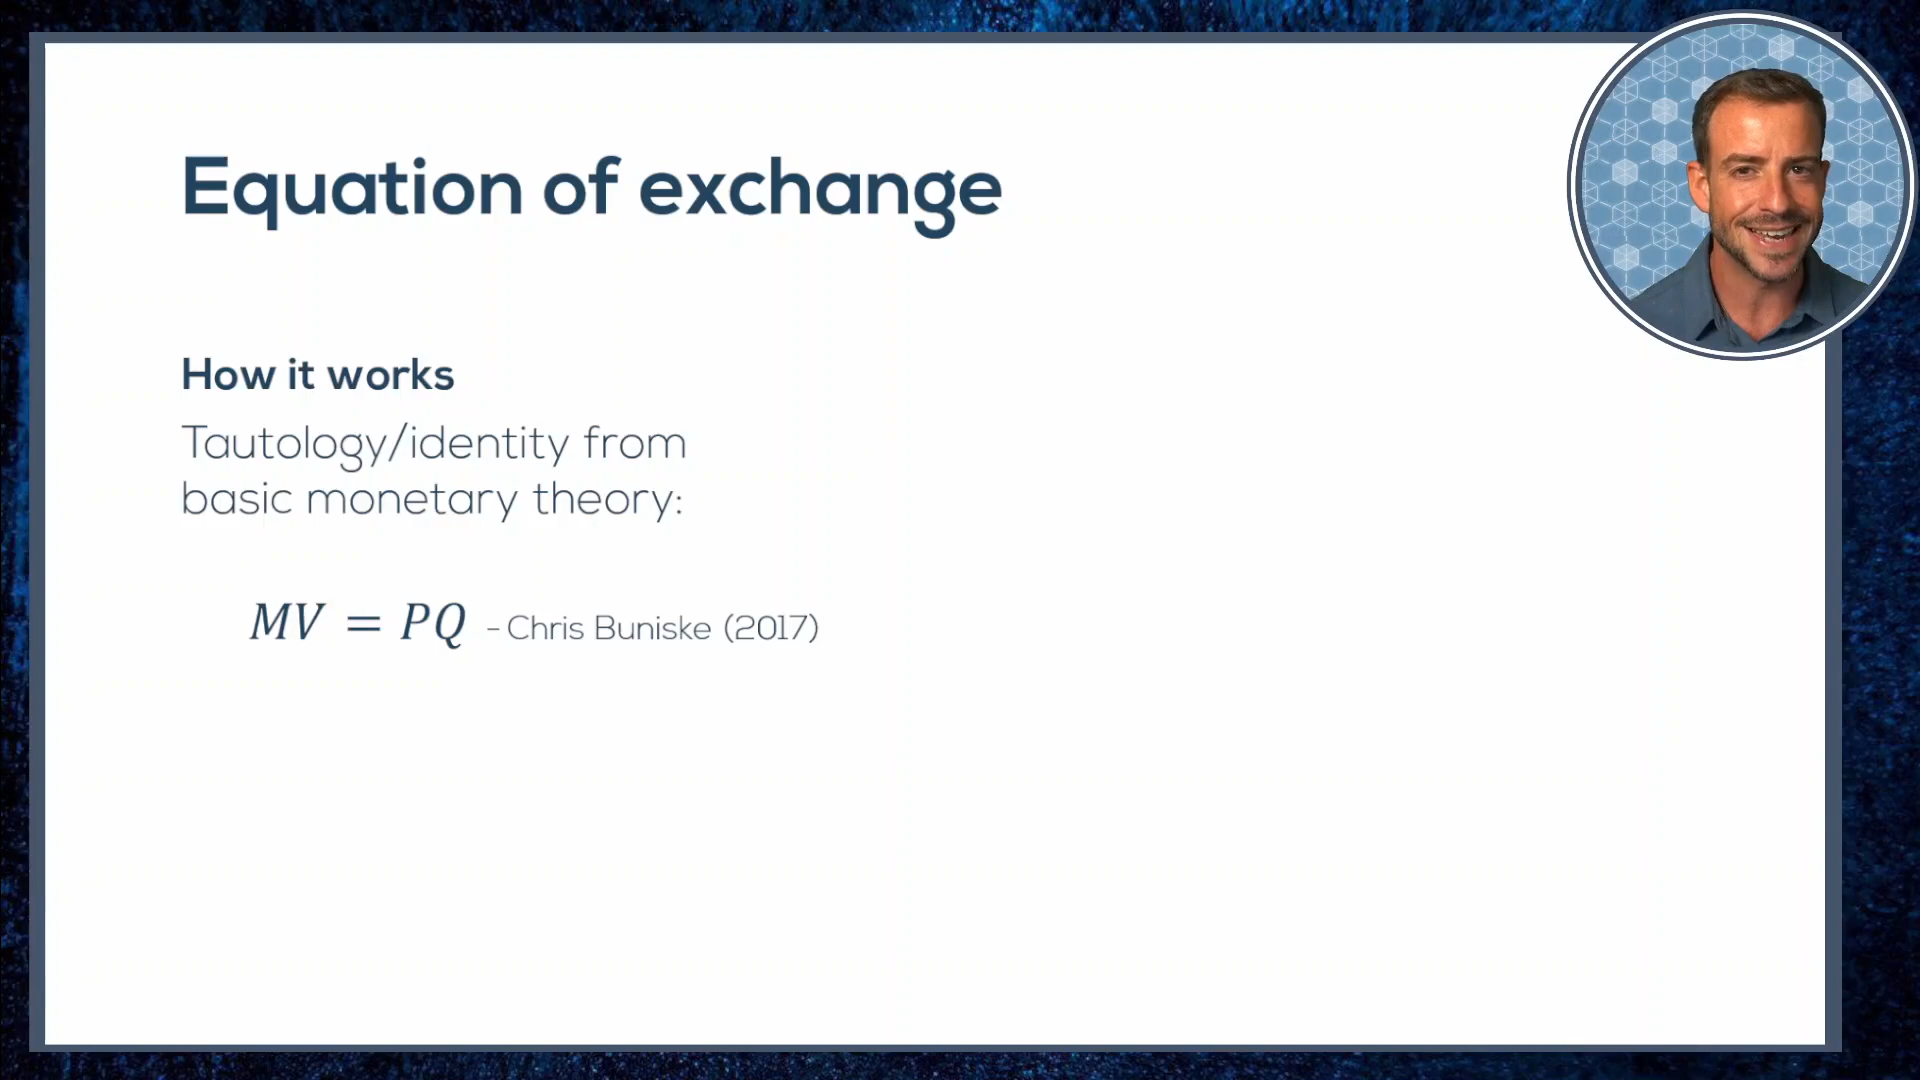 Equation of exchange
How it works
Tautology/identity from
basic monetary theory:
MV = PQ - Chris Buniske (2017)